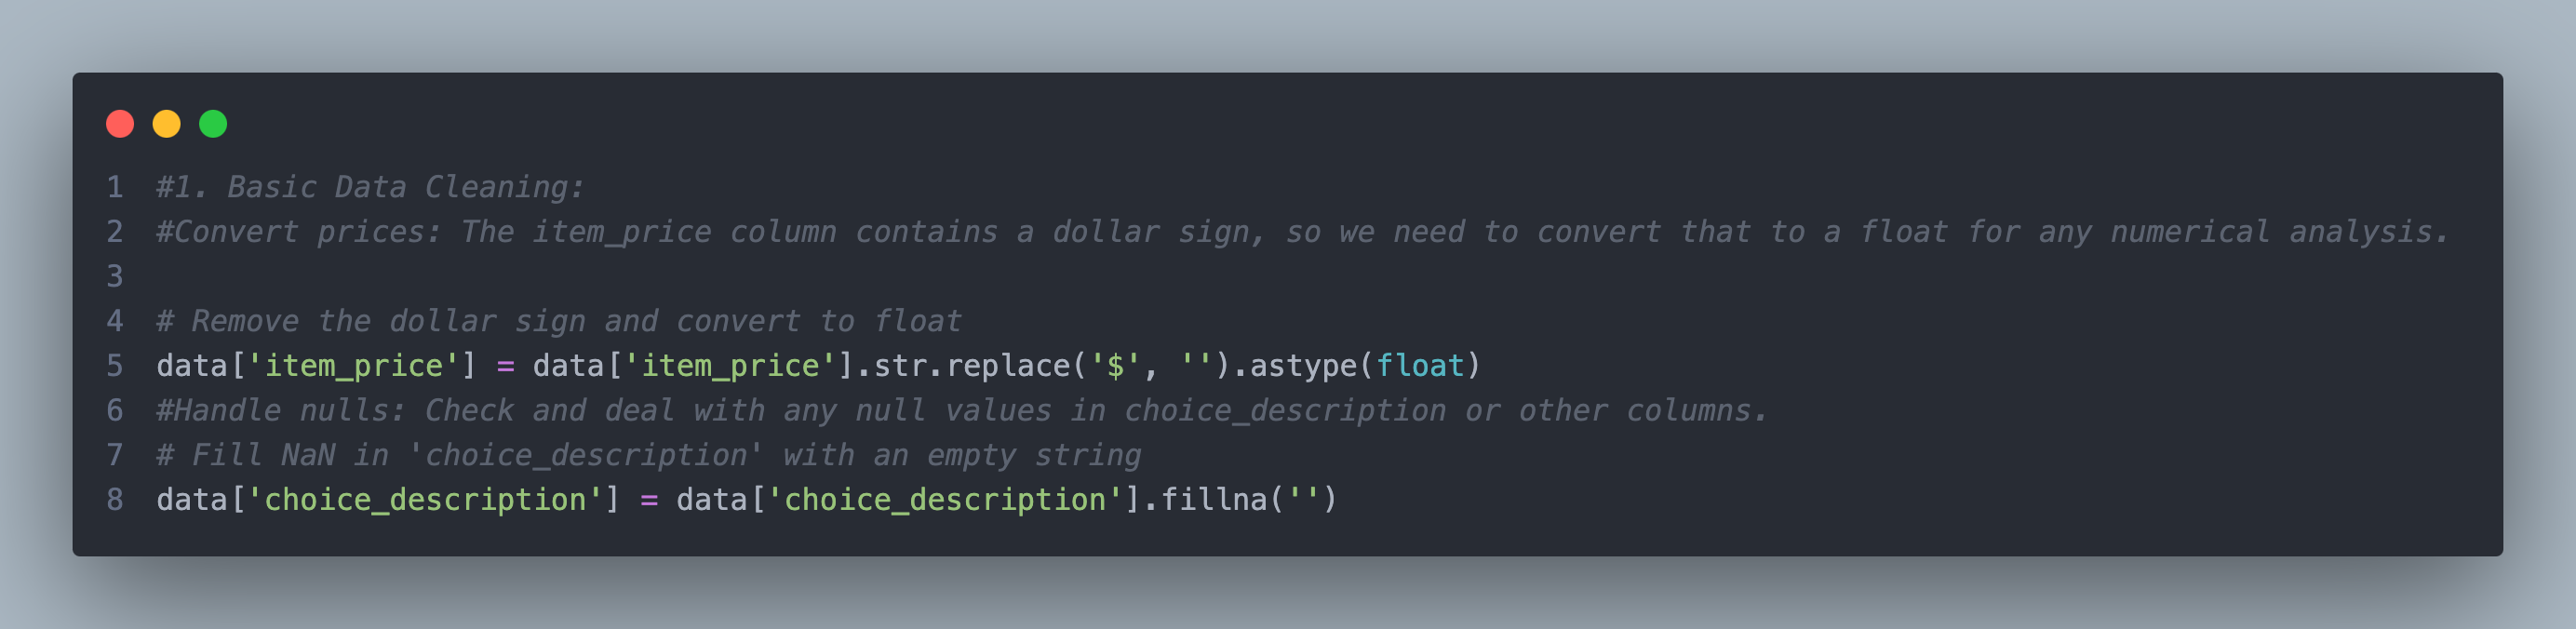 1 #1. Basic Data Cleaning:
2 #Convert prices: The item_price column contains a dollar sign, so we need to convert that to a float for any numerical analysis.
3
4 # Remove the dollar sign and convert to float
5 data['item_price'] = data['item_price'].str.replace('$', '').astype(float)
6 #Handle nulls: Check and deal with any null values in choice_description or other columns.
7 # Fill NaN in 'choice_description' with an empty string
8 data['choice_description'] = data['choice_description'].fillna('')